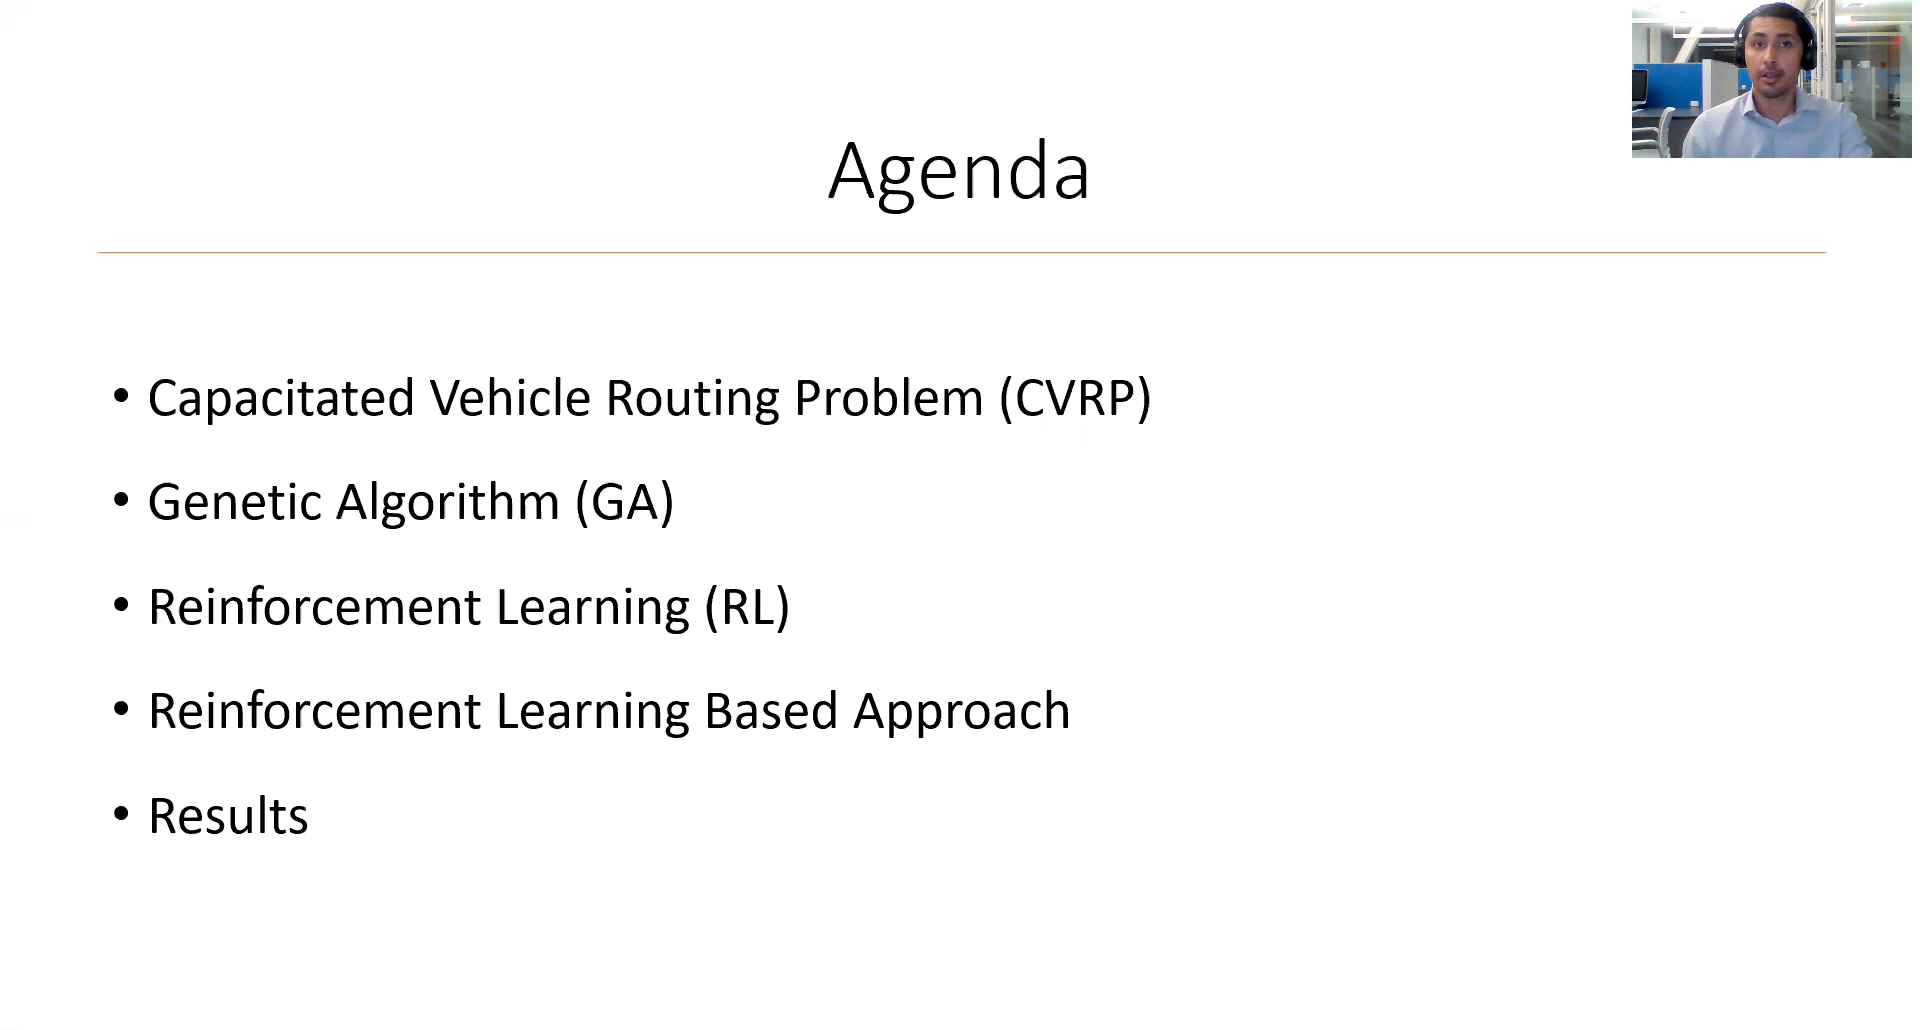 Agenda
• Capacitated Vehicle Routing Problem (CVRP)
• Genetic Algorithm (GA)
• Reinforcement Learning (RL)
• Reinforcement Learning Based Approach
• Results